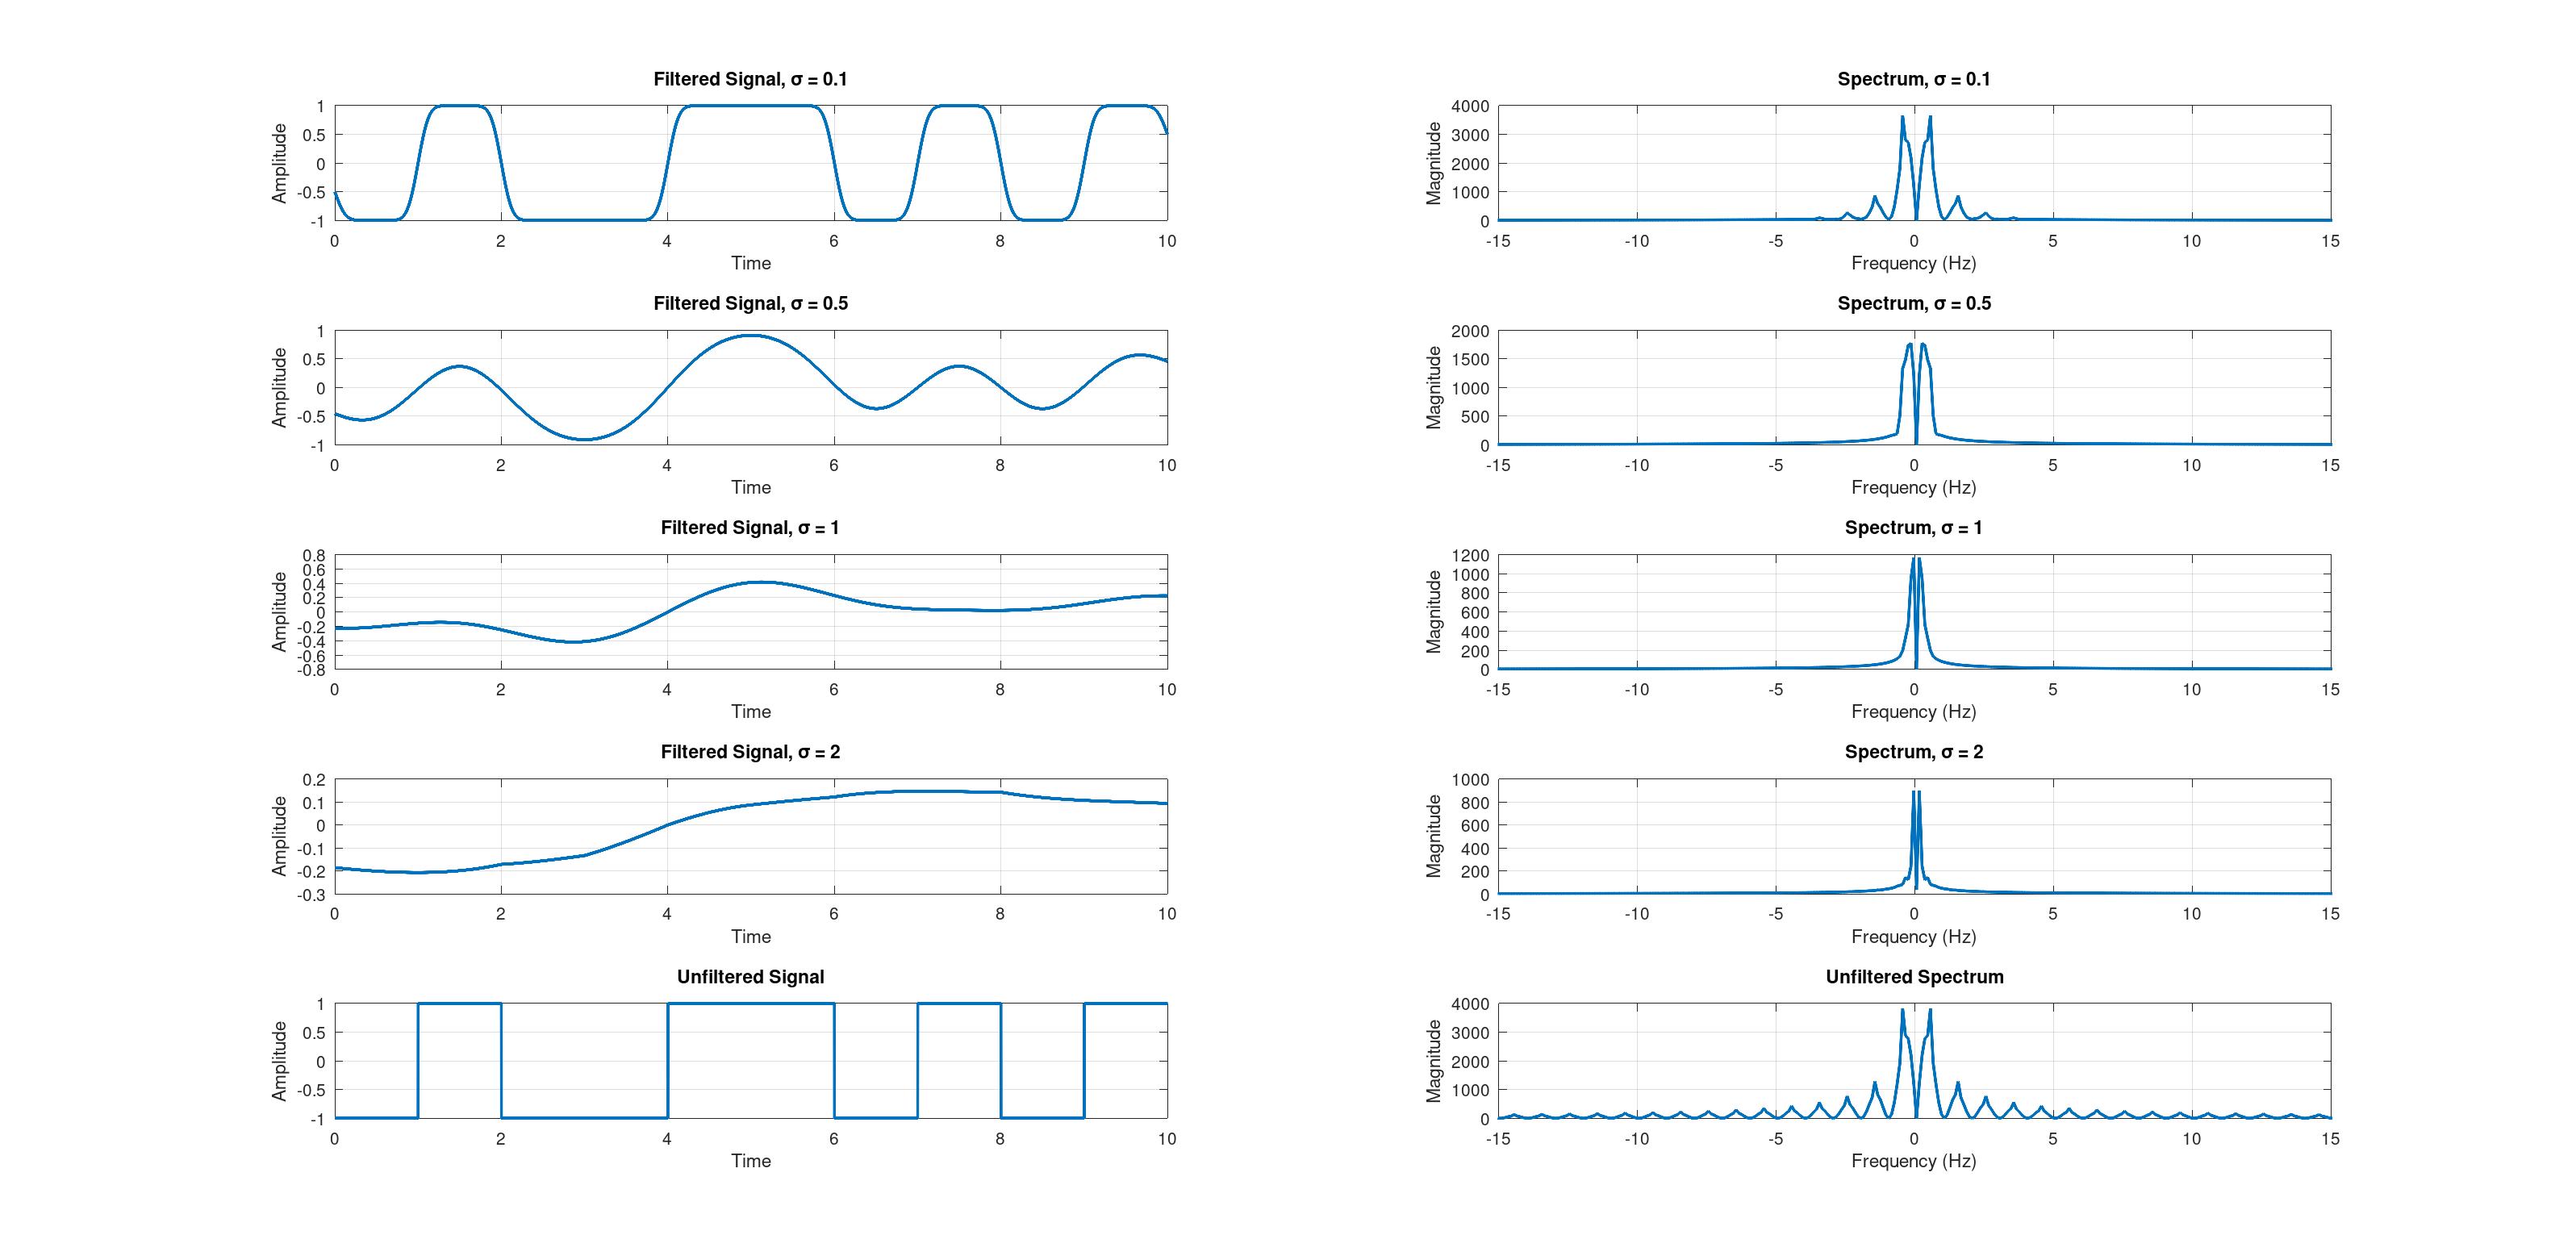 Filtered Signal, σ = 0.1
Amplitude
1
0.5
0
-0.5
-1
0 2 4 6 8 10
Time
Spectrum, σ = 0.1
Magnitude
4000
3000
2000
1000
0
-15 -10 -5 0 5 10 15
Frequency (Hz)
Filtered Signal, σ = 0.5
Amplitude
1
0.5
0
-0.5
-1
0 2 4 6 8 10
Time
Spectrum, σ = 0.5
Magnitude
2000
1500
1000
500
0
-15 -10 -5 0 5 10 15
Frequency (Hz)
Filtered Signal, σ = 1
Amplitude
0.8
0.6
0.4
0.2
0
-0.2
-0.4
-0.6
-0.8
0 2 4 6 8 10
Time
Spectrum, σ = 1
Magnitude
1200
1000
800
600
400
200
0
-15 -10 -5 0 5 10 15
Frequency (Hz)
Filtered Signal, σ = 2
Amplitude
0.2
0.1
0
-0.1
-0.2
-0.3
0 2 4 6 8 10
Time
Spectrum, σ = 2
Magnitude
1000
800
600
400
200
0
-15 -10 -5 0 5 10 15
Frequency (Hz)
Unfiltered Signal
Amplitude
1
0.5
0
-0.5
-1
0 2 4 6 8 10
Time
Unfiltered Spectrum
Magnitude
4000
3000
2000
1000
0
-15 -10 -5 0 5 10 15
Frequency (Hz)